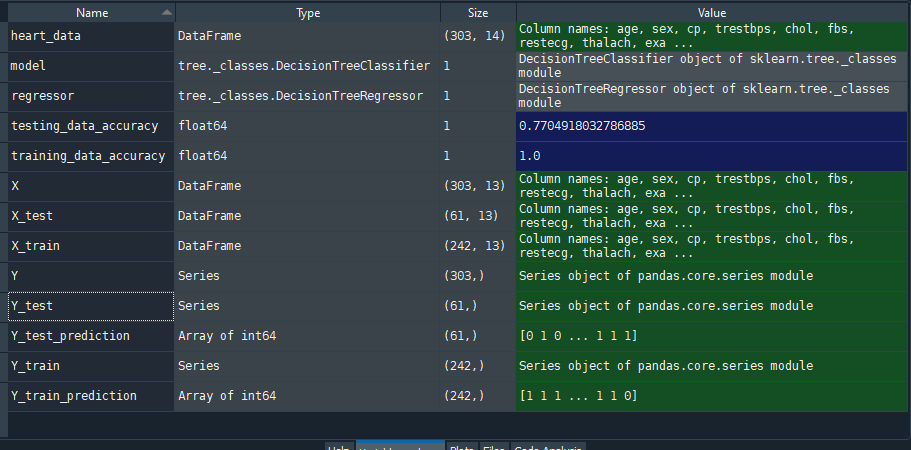 Name Type Size Value
heart_data DataFrame (303, 14) Column names: age, sex, cp, trestbps, chol, fbs,
restecg, thalach, exa ...
model tree._classes.DecisionTreeClassifier 1 DecisionTreeClassifier object of sklearn.tree._classes
module
regressor tree._classes.DecisionTreeRegressor 1 DecisionTreeRegressor object of sklearn.tree._classes
module
testing_data_accuracy float64 1 0.7704918032786885
training_data_accuracy float64 1 1.0
X DataFrame (303, 13) Column names: age, sex, cp, trestbps, chol, fbs,
restecg, thalach, exa ...
X_test DataFrame (61, 13) Column names: age, sex, cp, trestbps, chol, fbs,
restecg, thalach, exa ...
X_train DataFrame (242, 13) Column names: age, sex, cp, trestbps, chol, fbs,
restecg, thalach, exa ...
Y Series (303,) Series object of pandas.core.series module
Y_test Series (61,) Series object of pandas.core.series module
Y_test_prediction Array of int64 (61,) [0 1 0 ... 1 1 1]
Y_train Series (242,) Series object of pandas.core.series module
Y_train_prediction Array of int64 (242,) [1 1 1 ... 1 1 0]
Help Plots Files Code Analysis